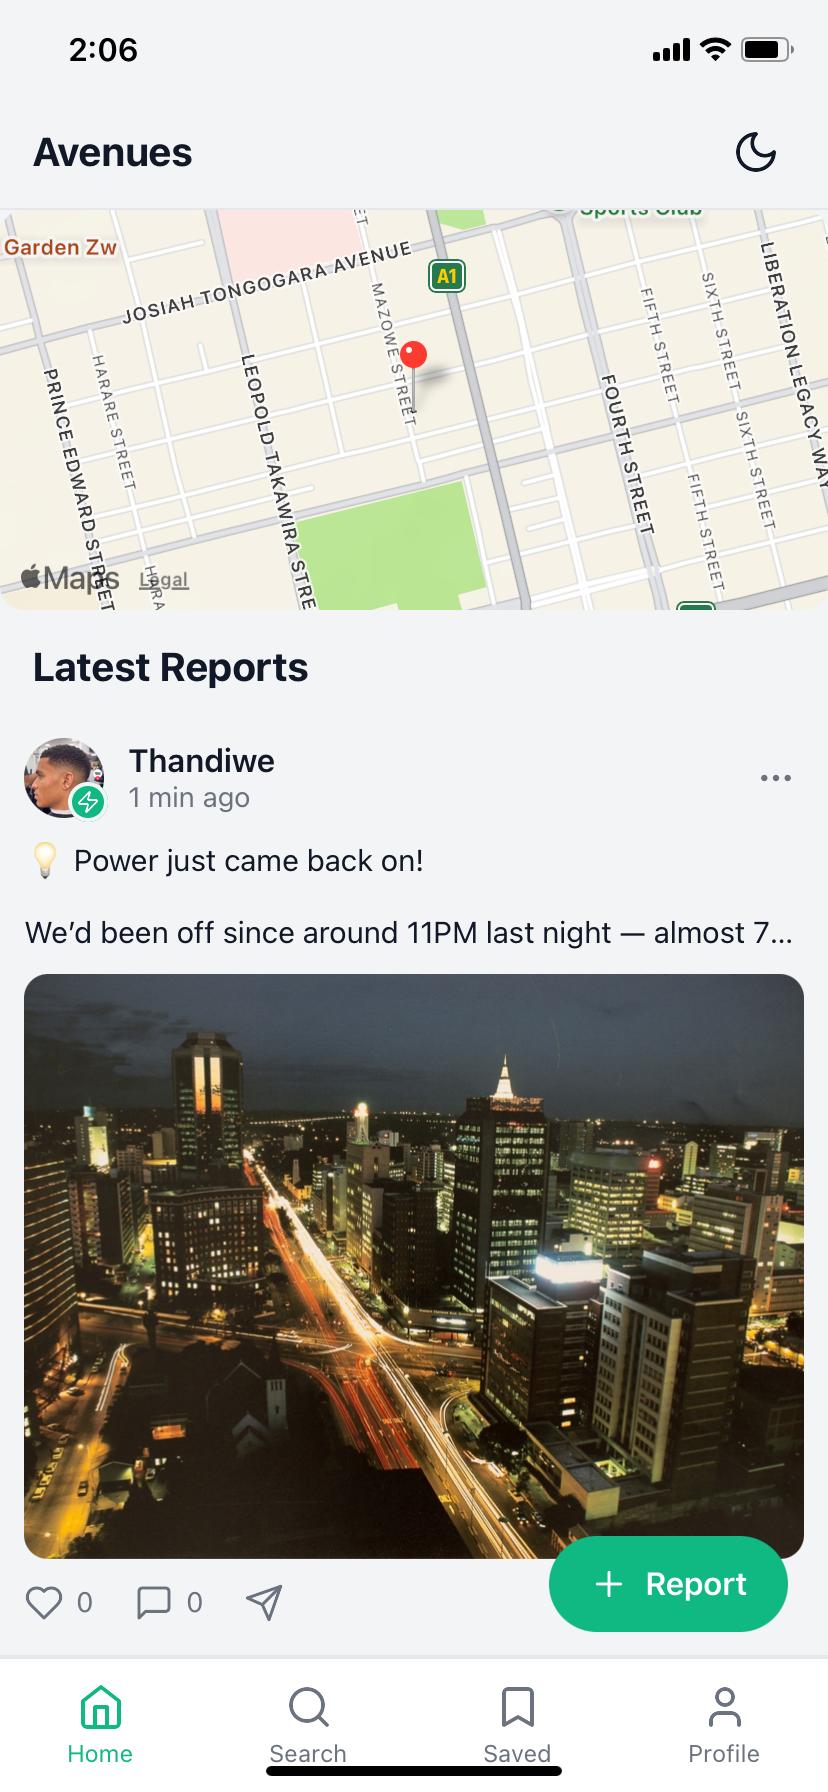 2:06
Avenues
Sports Club
Garden Zw
JOSIAH TONGOGARA AVENUE
A1
MAZOWE STREET
PRINCE EDWARD STREET
HARARE STREET
LEOPOLD TAKAWIRA STRE
FOURTH STREET
FIFTH STREET
FIFTH STREET
SIXTH STREET
SIXTH STREET
LIBERATION LEGACY WAY
Maps Legal
Latest Reports
Thandiwe
1 min ago
💡 Power just came back on!
We’d been off since around 11PM last night — almost 7...
0 0
+ Report
Home Search Saved Profile